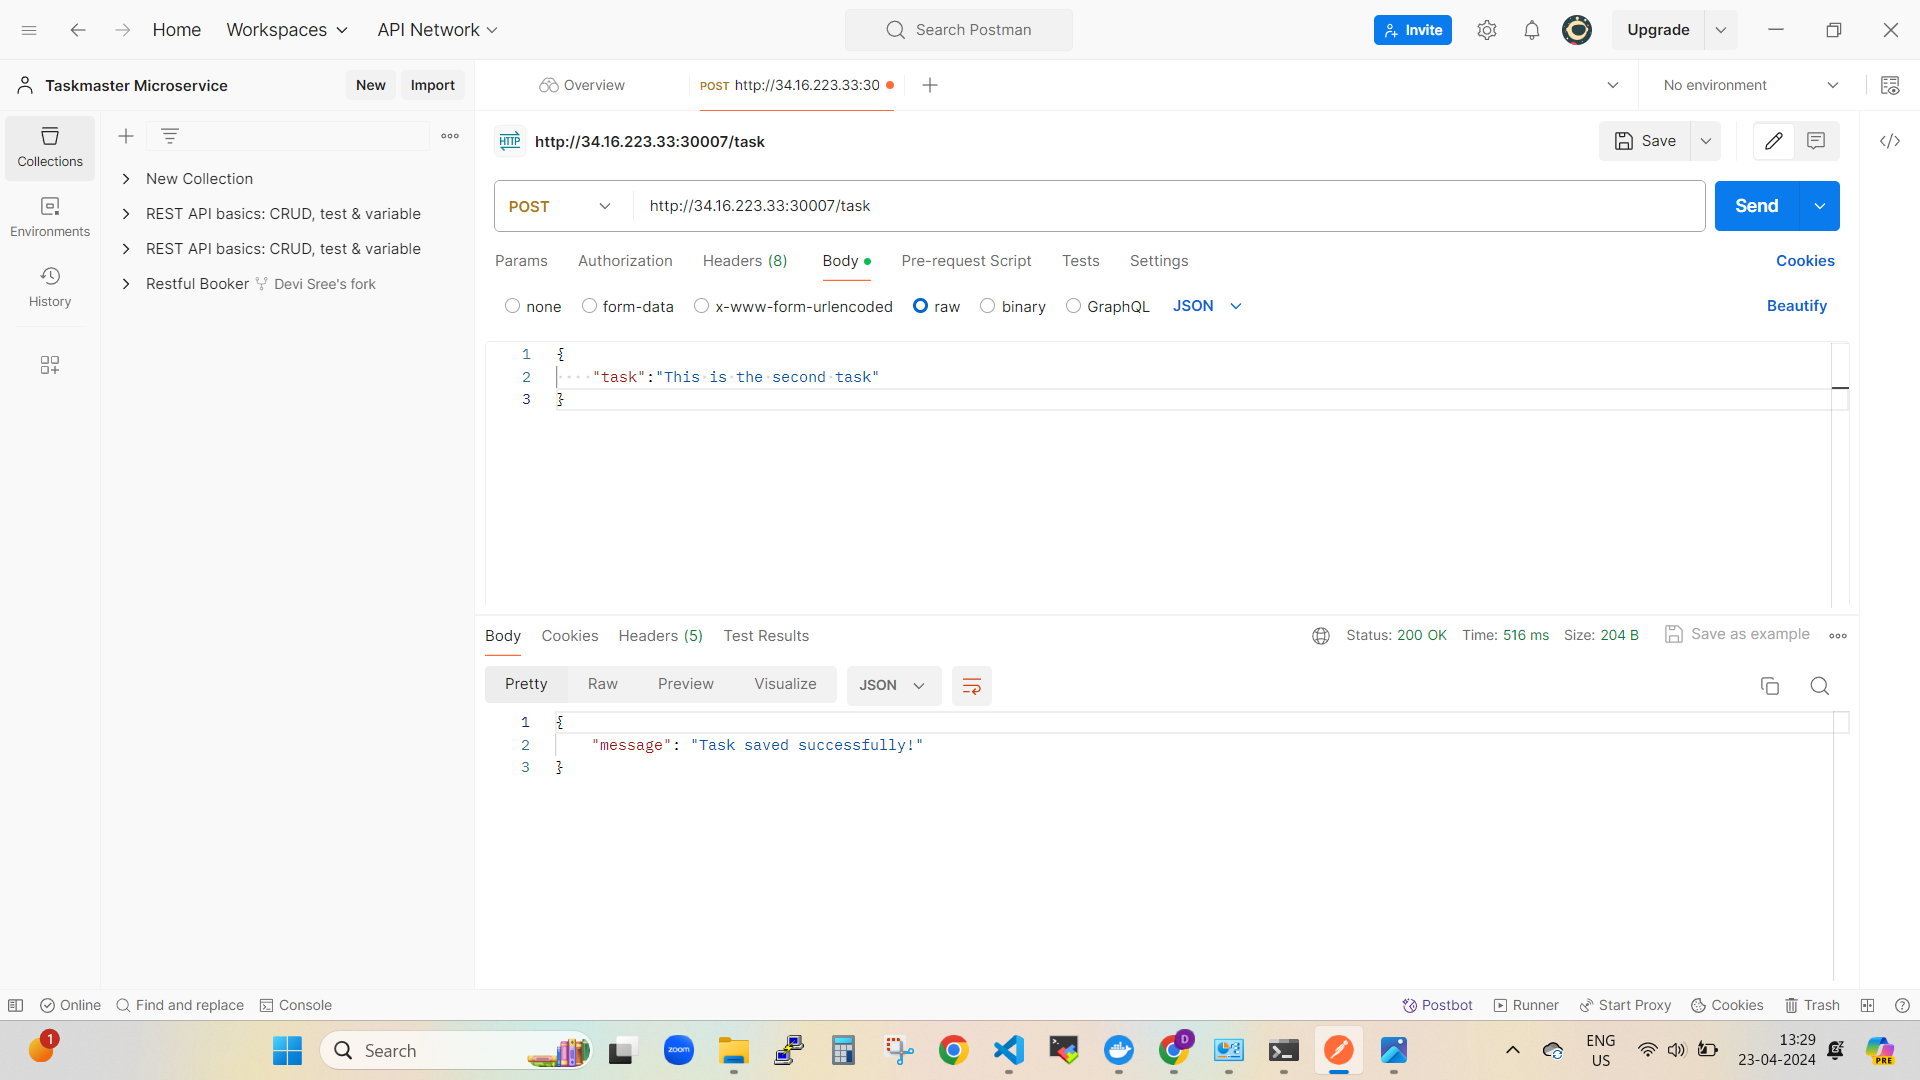 Home Workspaces API Network Search Postman Invite Upgrade
Taskmaster Microservice New Import Overview POST http://34.16.223.33:30 No environment
HTTP http://34.16.223.33:30007/task Save
Collections
New Collection
REST API basics: CRUD, test & variable
REST API basics: CRUD, test & variable
Restful Booker Devi Sree's fork
Environments
History
POST http://34.16.223.33:30007/task Send
Params Authorization Headers (8) Body Pre-request Script Tests Settings Cookies
none form-data x-www-form-urlencoded raw binary GraphQL JSON Beautify
1 {
2 ····"task":"This·is·the·second·task"
3 }
Body Cookies Headers (5) Test Results Status: 200 OK Time: 516 ms Size: 204 B Save as example
Pretty Raw Preview Visualize JSON
1 {
2 "message": "Task saved successfully!"
3 }
Online Find and replace Console Postbot Runner Start Proxy Cookies Trash
1 Search zoom D ENG 13:29 PRE
US 23-04-2024